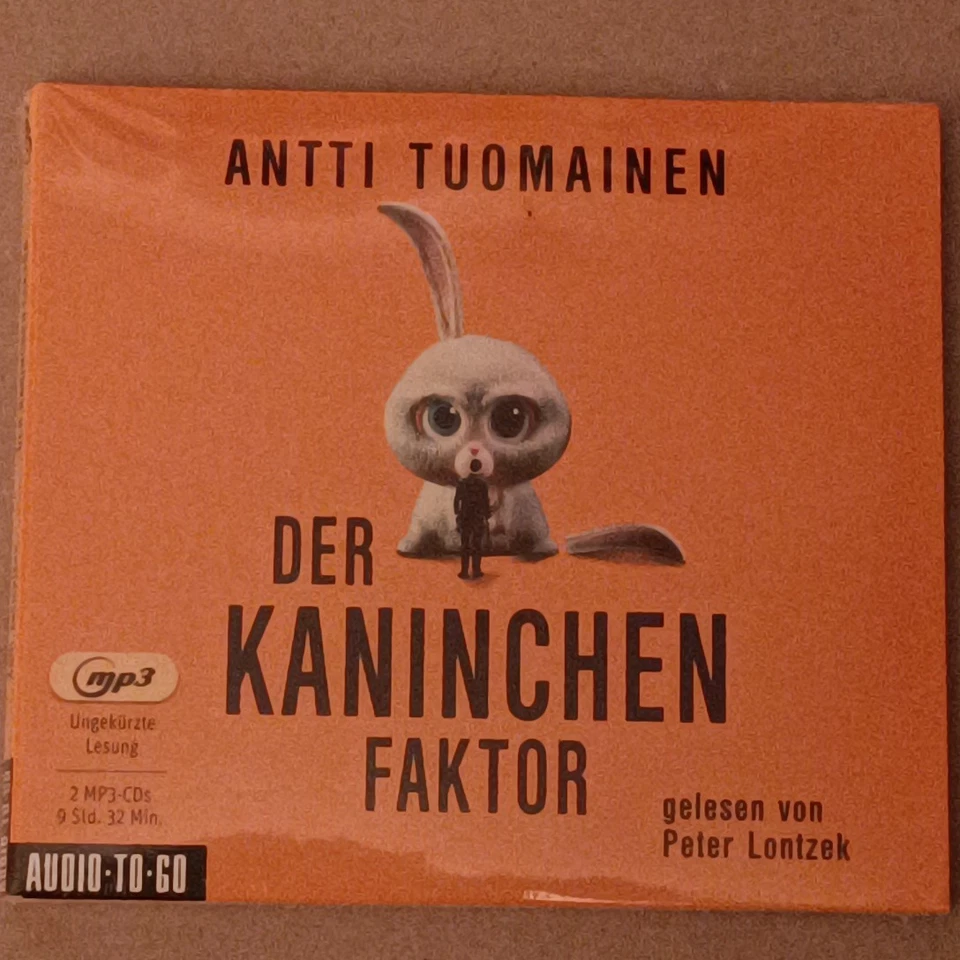 ANTTI TUOMAINEN
DER
KANINCHEN
FAKTOR
mp3
Ungekürzte
Lesung
2 MP3-CDs
9 Std. 32 Min.
gelesen von
Peter Lontzek
AUDIO·TO·GO